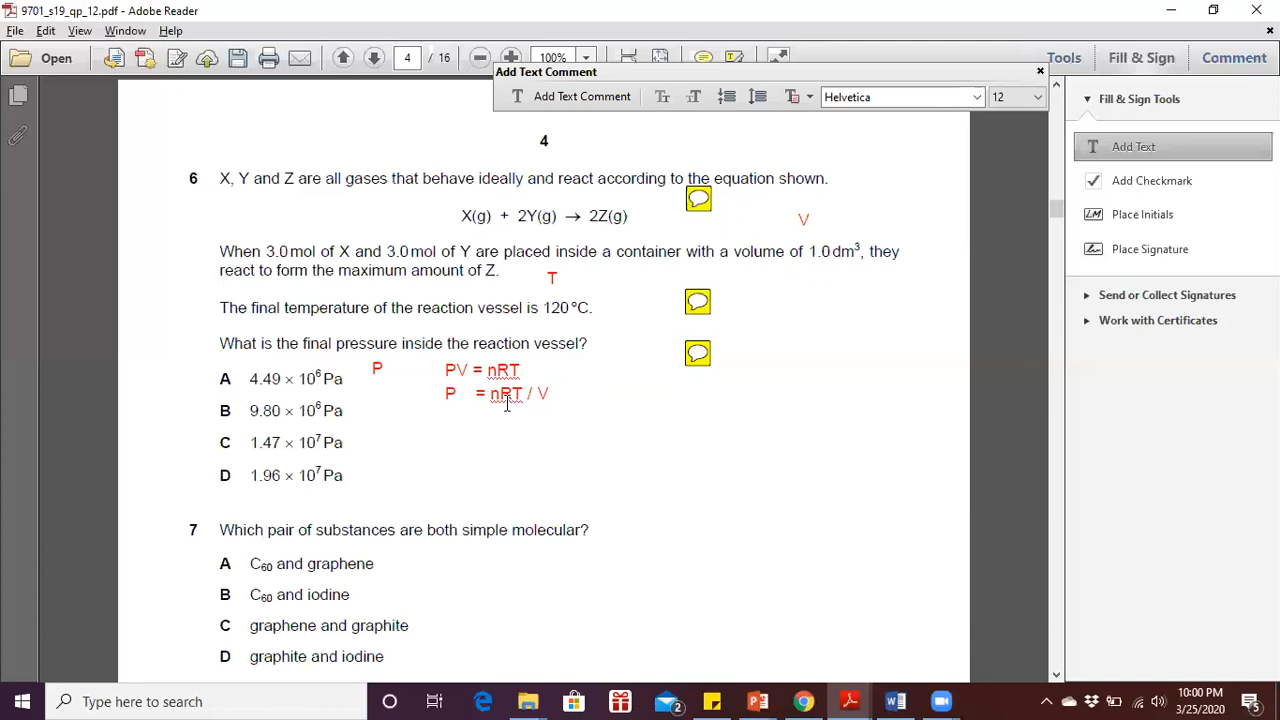 9701_s19_qp_12.pdf - Adobe Reader
File Edit View Window Help
Open 4 / 16 100% Tools Fill & Sign Comment
Add Text Comment
T Add Text Comment Helvetica 12
Fill & Sign Tools
T Add Text
Add Checkmark
LM Place Initials
Place Signature
Send or Collect Signatures
Work with Certificates
4
6 X, Y and Z are all gases that behave ideally and react according to the equation shown.
X(g) + 2Y(g) → 2Z(g)
V
When 3.0 mol of X and 3.0 mol of Y are placed inside a container with a volume of 1.0 dm³, they
react to form the maximum amount of Z.
T
The final temperature of the reaction vessel is 120 °C.
What is the final pressure inside the reaction vessel?
P PV = nRT
A 4.49 × 10⁶ Pa
P = nRT / V
B 9.80 × 10⁶ Pa
C 1.47 × 10⁷ Pa
D 1.96 × 10⁷ Pa
7 Which pair of substances are both simple molecular?
A C₆₀ and graphene
B C₆₀ and iodine
C graphene and graphite
D graphite and iodine
Type here to search
2
10:00 PM
3/25/2020
5